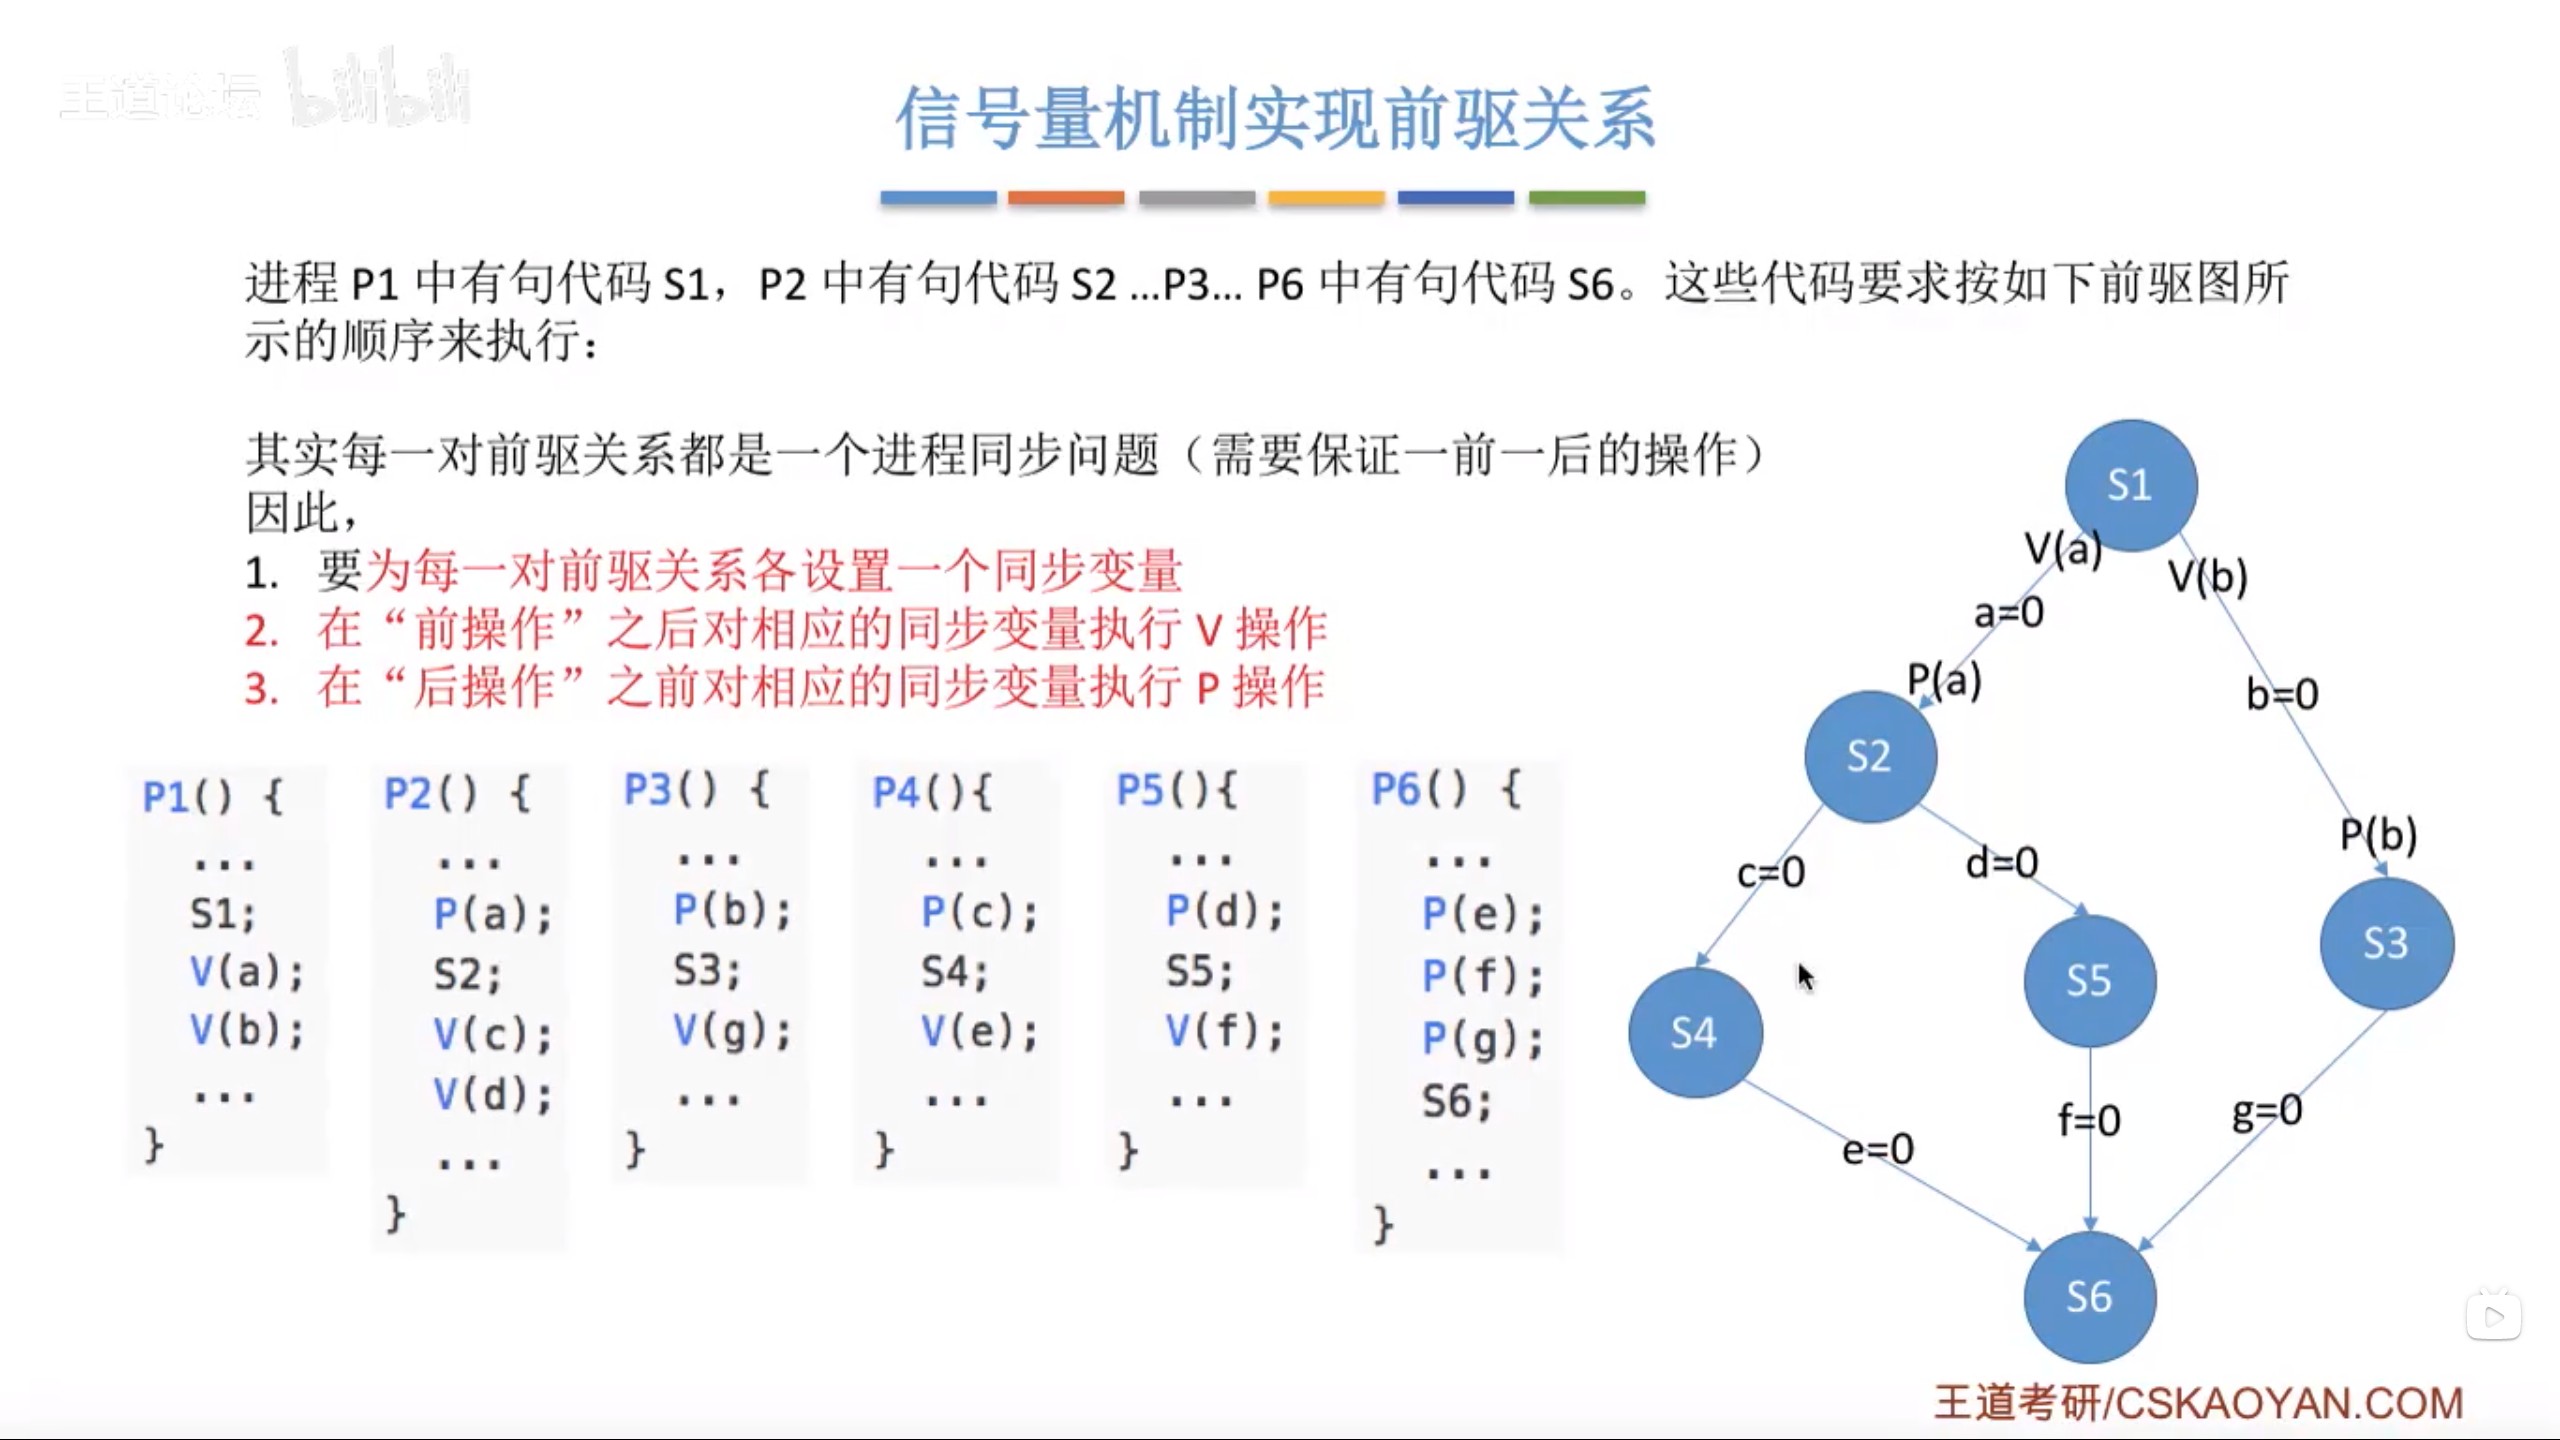 王道论坛 bilibili
信号量机制实现前驱关系
进程 P1 中有句代码 S1，P2 中有句代码 S2 ...P3... P6 中有句代码 S6。这些代码要求按如下前驱图所
示的顺序来执行：
其实每一对前驱关系都是一个进程同步问题（需要保证一前一后的操作）
因此，
1. 要为每一对前驱关系各设置一个同步变量
2. 在“前操作”之后对相应的同步变量执行 V 操作
3. 在“后操作”之前对相应的同步变量执行 P 操作
P1() {
...
S1;
V(a);
V(b);
...
}
P2() {
...
P(a);
S2;
V(c);
V(d);
...
}
P3() {
...
P(b);
S3;
V(g);
...
}
P4(){
...
P(c);
S4;
V(e);
...
}
P5(){
...
P(d);
S5;
V(f);
...
}
P6() {
...
P(e);
P(f);
P(g);
S6;
...
}
S1
V(a)
V(b)
a=0
P(a)
b=0
S2
P(b)
c=0
d=0
S3
S5
S4
e=0
f=0
g=0
S6
王道考研/CSKAOYAN.COM